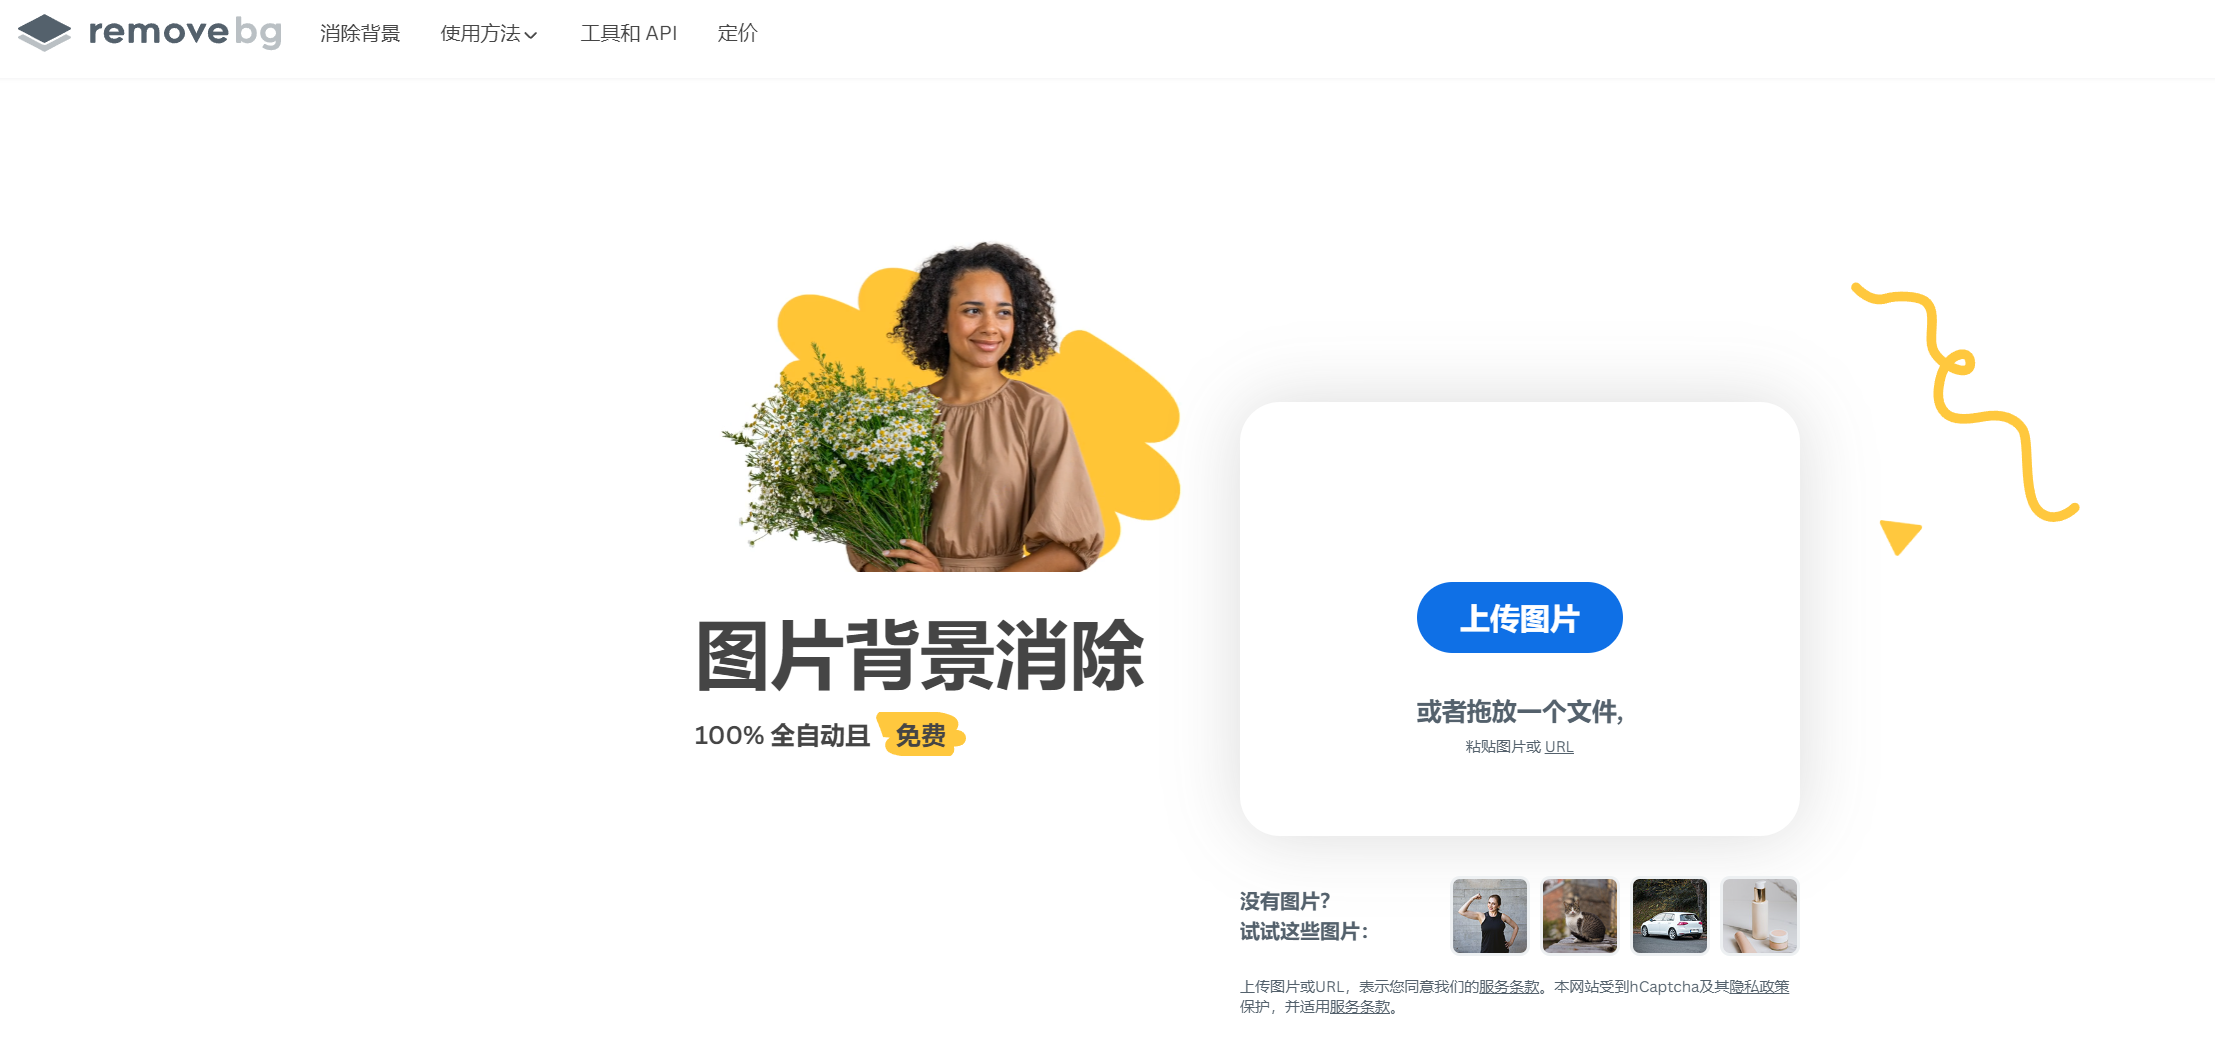 removebg
消除背景
使用方法
工具和 API
定价
图片背景消除
100% 全自动且 免费
上传图片
或者拖放一个文件,
粘贴图片或 URL
没有图片?
试试这些图片:
上传图片或URL，表示您同意我们的服务条款。本网站受到hCaptcha及其隐私政策
保护，并适用服务条款。